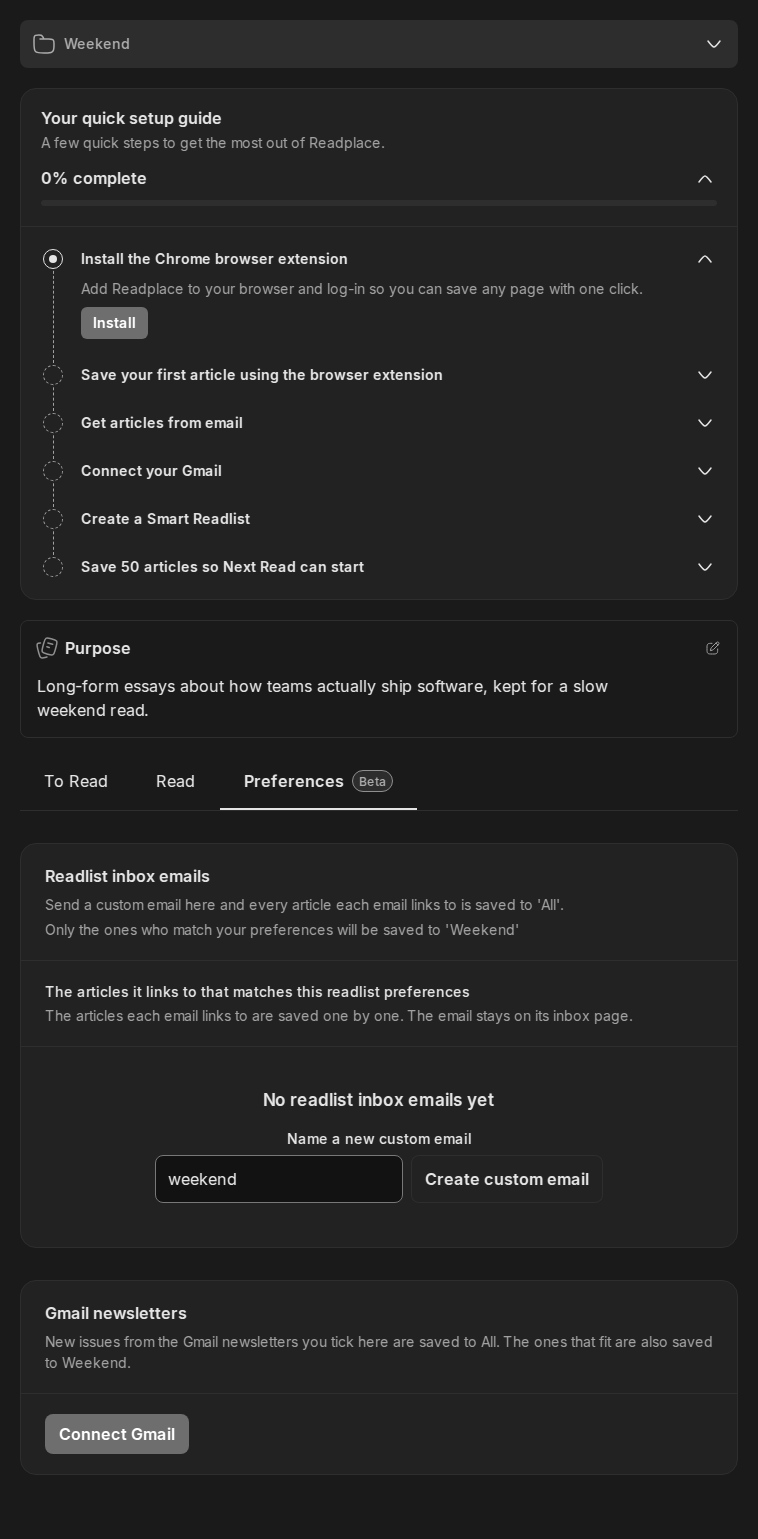 Weekend
Your quick setup guide
A few quick steps to get the most out of Readplace.
0% complete
Install the Chrome browser extension
Add Readplace to your browser and log-in so you can save any page with one click.
Install
Save your first article using the browser extension
Get articles from email
Connect your Gmail
Create a Smart Readlist
Save 50 articles so Next Read can start
Purpose
Long-form essays about how teams actually ship software, kept for a slow
weekend read.
To Read Read Preferences Beta
Readlist inbox emails
Send a custom email here and every article each email links to is saved to 'All'.
Only the ones who match your preferences will be saved to 'Weekend'
The articles it links to that matches this readlist preferences
The articles each email links to are saved one by one. The email stays on its inbox page.
No readlist inbox emails yet
Name a new custom email
weekend Create custom email
Gmail newsletters
New issues from the Gmail newsletters you tick here are saved to All. The ones that fit are also saved
to Weekend.
Connect Gmail